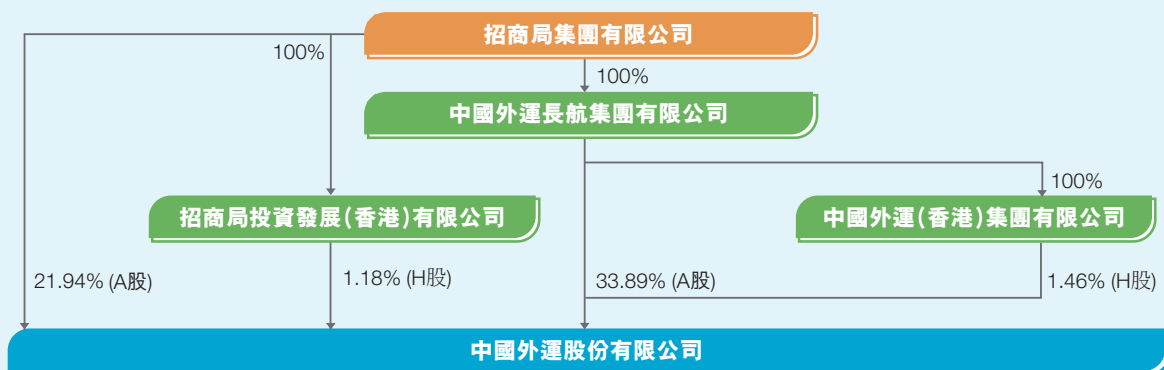 招商局集團有限公司
100%
100%
中國外運長航集團有限公司
100%
招商局投資發展(香港)有限公司
中國外運(香港)集團有限公司
21.94% (A股)
1.18% (H股)
33.89% (A股)
1.46% (H股)
中國外運股份有限公司